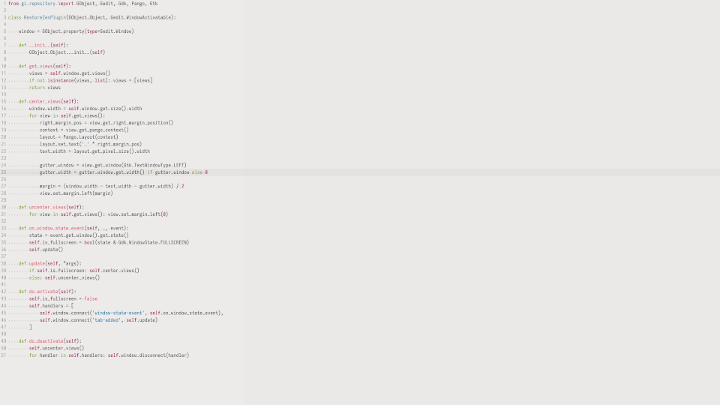 1 from gi.repository import GObject, Gedit, Gdk, Pango, Gtk
2
3 class RestoreZenPlugin(GObject.Object, Gedit.WindowActivatable):
4
5 window = GObject.property(type=Gedit.Window)
6
7 def __init__(self):
8 GObject.Object.__init__(self)
9
10 def get_views(self):
11 views = self.window.get_views()
12 if not isinstance(views, list): views = [views]
13 return views
14
15 def center_views(self):
16 window_width = self.window.get_size().width
17 for view in self.get_views():
18 right_margin_pos = view.get_right_margin_position()
19 context = view.get_pango_context()
20 layout = Pango.Layout(context)
21 layout.set_text('.' * right_margin_pos)
22 text_width = layout.get_pixel_size().width
23
24 gutter_window = view.get_window(Gtk.TextWindowType.LEFT)
25 gutter_width = gutter_window.get_width() if gutter_window else 0
26
27 margin = (window_width - text_width - gutter_width) / 2
28 view.set_margin_left(margin)
29
30 def uncenter_views(self):
31 for view in self.get_views(): view.set_margin_left(0)
32
33 def on_window_state_event(self, _, event):
34 state = event.get_window().get_state()
35 self.is_fullscreen = bool(state & Gdk.WindowState.FULLSCREEN)
36 self.update()
37
38 def update(self, *args):
39 if self.is_fullscreen: self.center_views()
40 else: self.uncenter_views()
41
42 def do_activate(self):
43 self.is_fullscreen = False
44 self.handlers = [
45 self.window.connect('window-state-event', self.on_window_state_event),
46 self.window.connect('tab-added', self.update)
47 ]
48
49 def do_deactivate(self):
50 self.uncenter_views()
51 for handler in self.handlers: self.window.disconnect(handler)